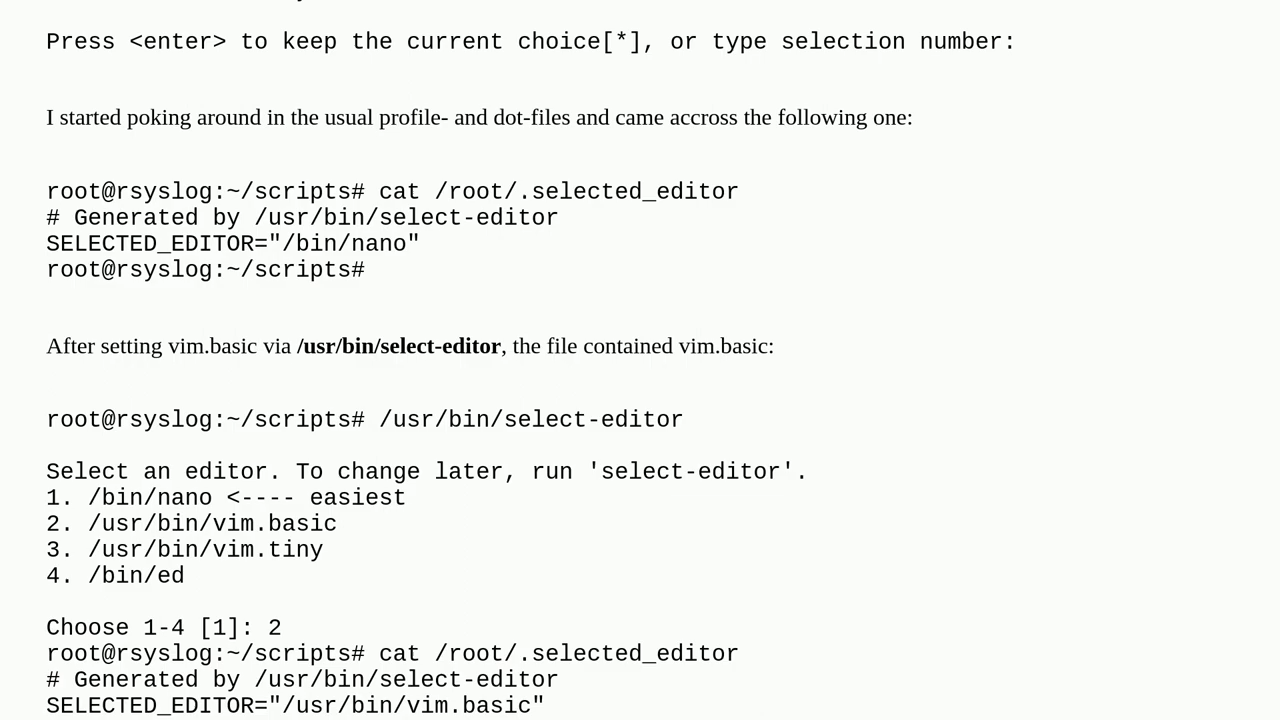 Press <enter> to keep the current choice[*], or type selection number:
I started poking around in the usual profile- and dot-files and came accross the following one:
root@rsyslog:~/scripts# cat /root/.selected_editor
# Generated by /usr/bin/select-editor
SELECTED_EDITOR="/bin/nano"
root@rsyslog:~/scripts#
After setting vim.basic via /usr/bin/select-editor, the file contained vim.basic:
root@rsyslog:~/scripts# /usr/bin/select-editor
Select an editor. To change later, run 'select-editor'.
1. /bin/nano <---- easiest
2. /usr/bin/vim.basic
3. /usr/bin/vim.tiny
4. /bin/ed
Choose 1-4 [1]: 2
root@rsyslog:~/scripts# cat /root/.selected_editor
# Generated by /usr/bin/select-editor
SELECTED_EDITOR="/usr/bin/vim.basic"